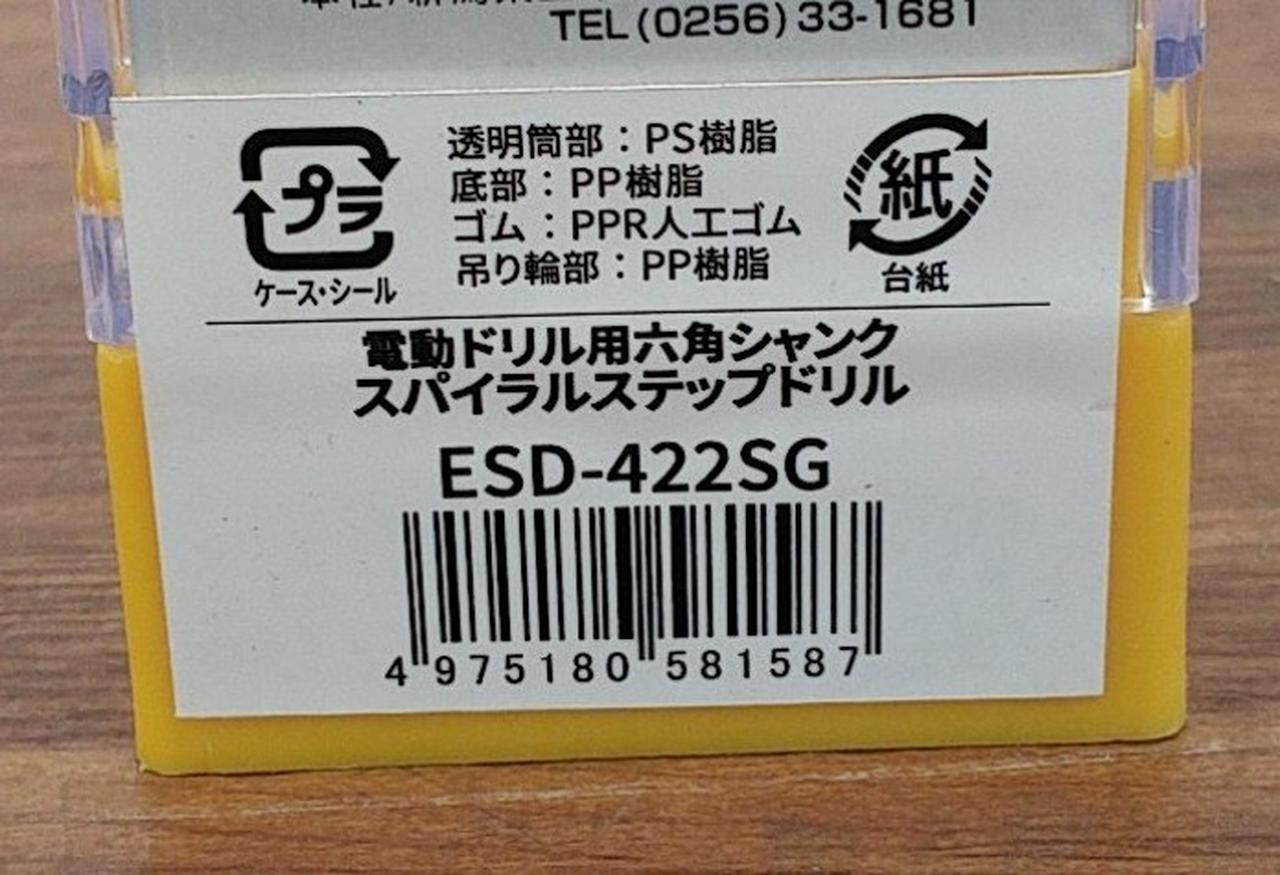 TEL(0256)33-1681
プラ
ケース・シール
透明筒部：PS樹脂
底部：PP樹脂
ゴム：PPR人工ゴム
吊り輪部：PP樹脂
紙
台紙
電動ドリル用六角シャンク
スパイラルステップドリル
ESD-422SG
4 975180 581587